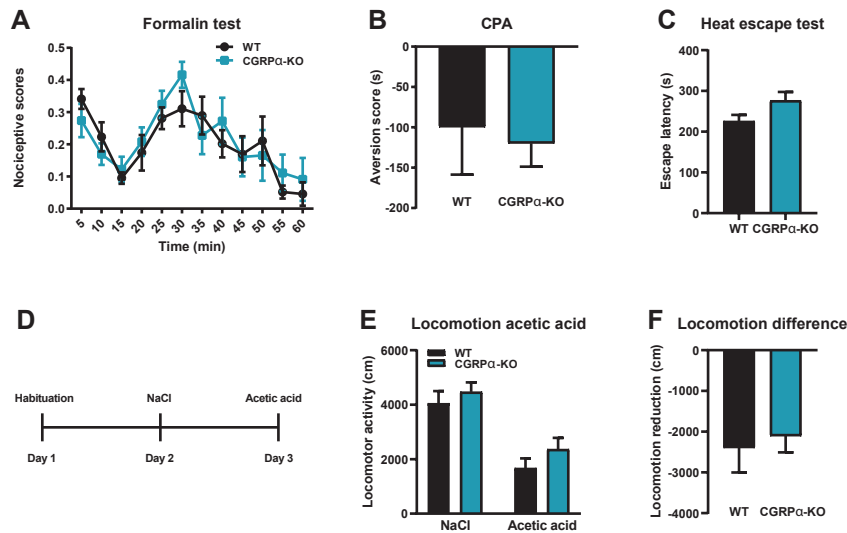 A
Formalin test
WT
CGRPα-KO
Nociceptive scores
0.5
0.4
0.3
0.2
0.1
0.0
5 10 15 20 25 30 35 40 45 50 55 60
Time (min)
B
CPA
Aversion score (s)
0
-50
-100
-150
-200
WT CGRPα-KO
C
Heat escape test
Escape latency (s)
400
300
200
100
0
WT CGRPα-KO
D
Habituation NaCl Acetic acid
Day 1 Day 2 Day 3
E
Locomotion acetic acid
WT
CGRPα-KO
Locomotor activity (cm)
6000
4000
2000
0
NaCl Acetic acid
F
Locomotion difference
Locomotion reduction (cm)
0
-1000
-2000
-3000
-4000
WT CGRPα-KO